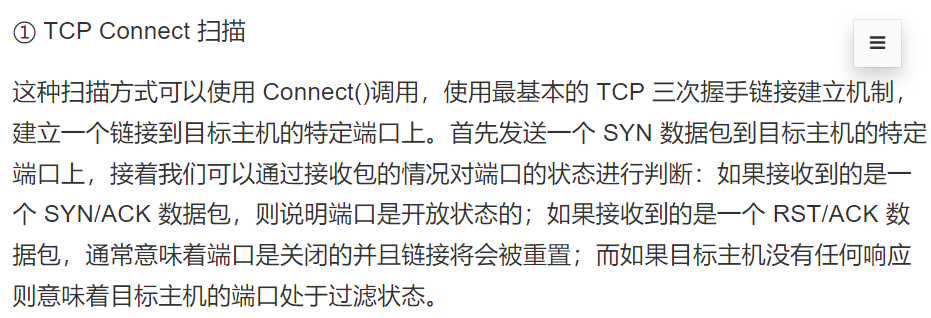 ① TCP Connect 扫描
这种扫描方式可以使用 Connect()调用，使用最基本的 TCP 三次握手链接建立机制，
建立一个链接到目标主机的特定端口上。首先发送一个 SYN 数据包到目标主机的特定
端口上，接着我们可以通过接收包的情况对端口的状态进行判断：如果接收到的是一
个 SYN/ACK 数据包，则说明端口是开放状态的；如果接收到的是一个 RST/ACK 数
据包，通常意味着端口是关闭的并且链接将会被重置；而如果目标主机没有任何响应
则意味着目标主机的端口处于过滤状态。